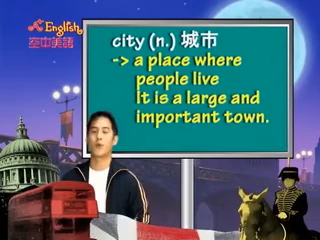 English
空中美語
city (n.) 城市
-> a place where
people live
it is a large and
important town.